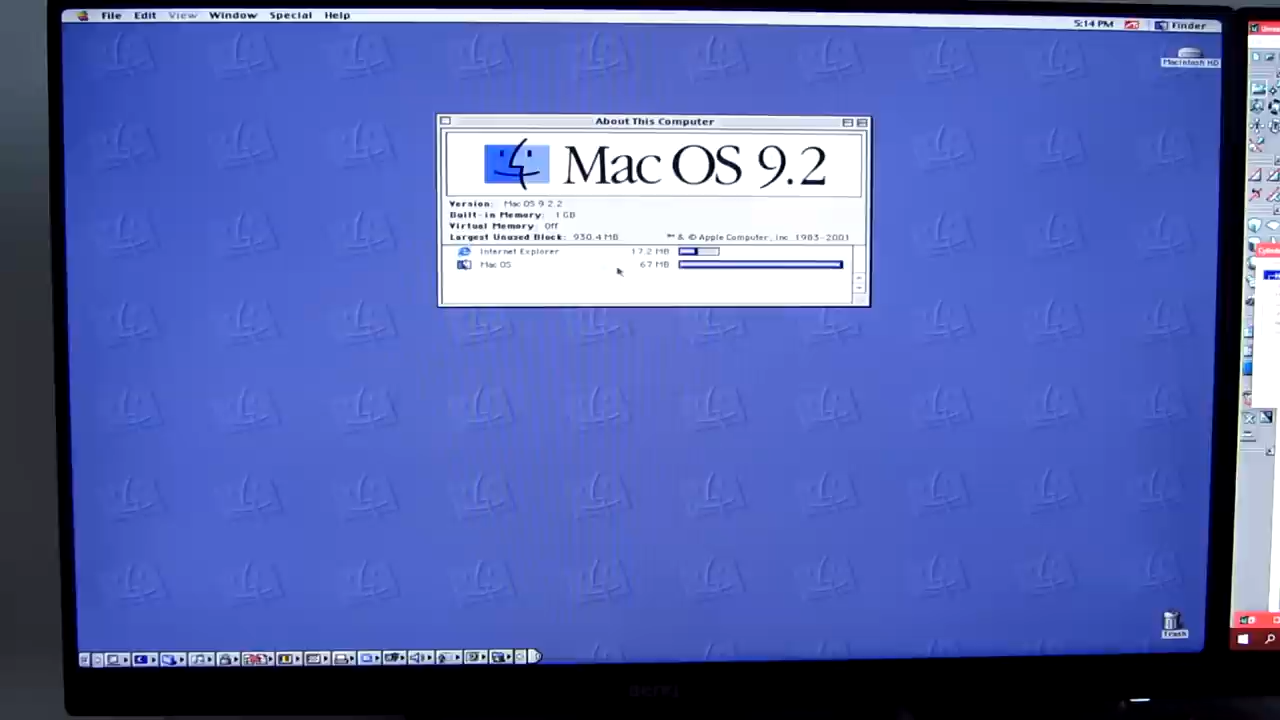 File Edit View Window Special Help
5:14 PM Finder
Macintosh HD
About This Computer
Mac OS 9.2
Version: Mac OS 9.2.2
Built-in Memory: 1 GB
Virtual Memory: Off
Largest Unused Block: 930.4 MB ™ & © Apple Computer, Inc. 1983-2001
Internet Explorer 17.2 MB
Mac OS 67 MB
Trash
BenQ